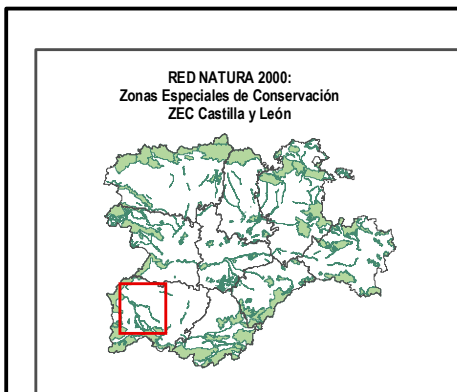 RED NATURA 2000:
Zonas Especiales de Conservación
ZEC Castilla y León